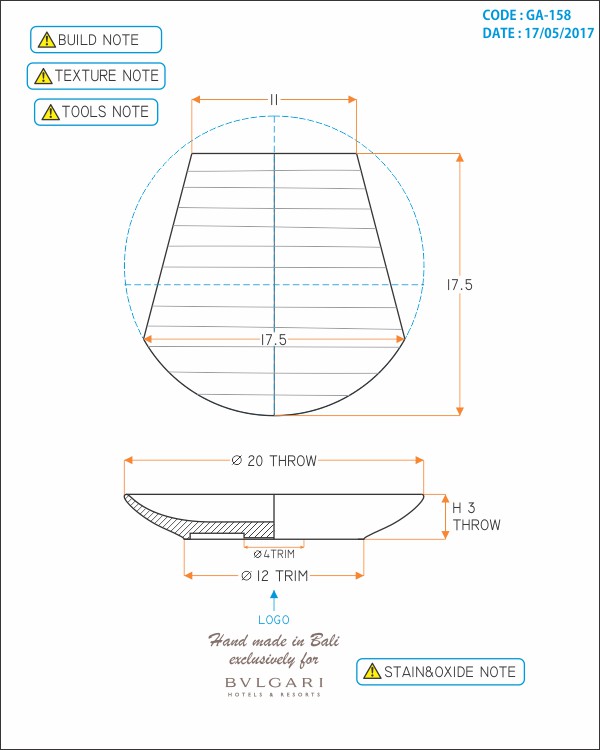 CODE : GA-158
DATE : 17/05/2017
BUILD NOTE
TEXTURE NOTE
TOOLS NOTE
11
17.5
17.5
Ø 20 THROW
H 3
THROW
Ø4TRIM
Ø 12 TRIM
LOGO
Hand made in Bali
exclusively for
BVLGARI
HOTELS & RESORTS
STAIN&OXIDE NOTE